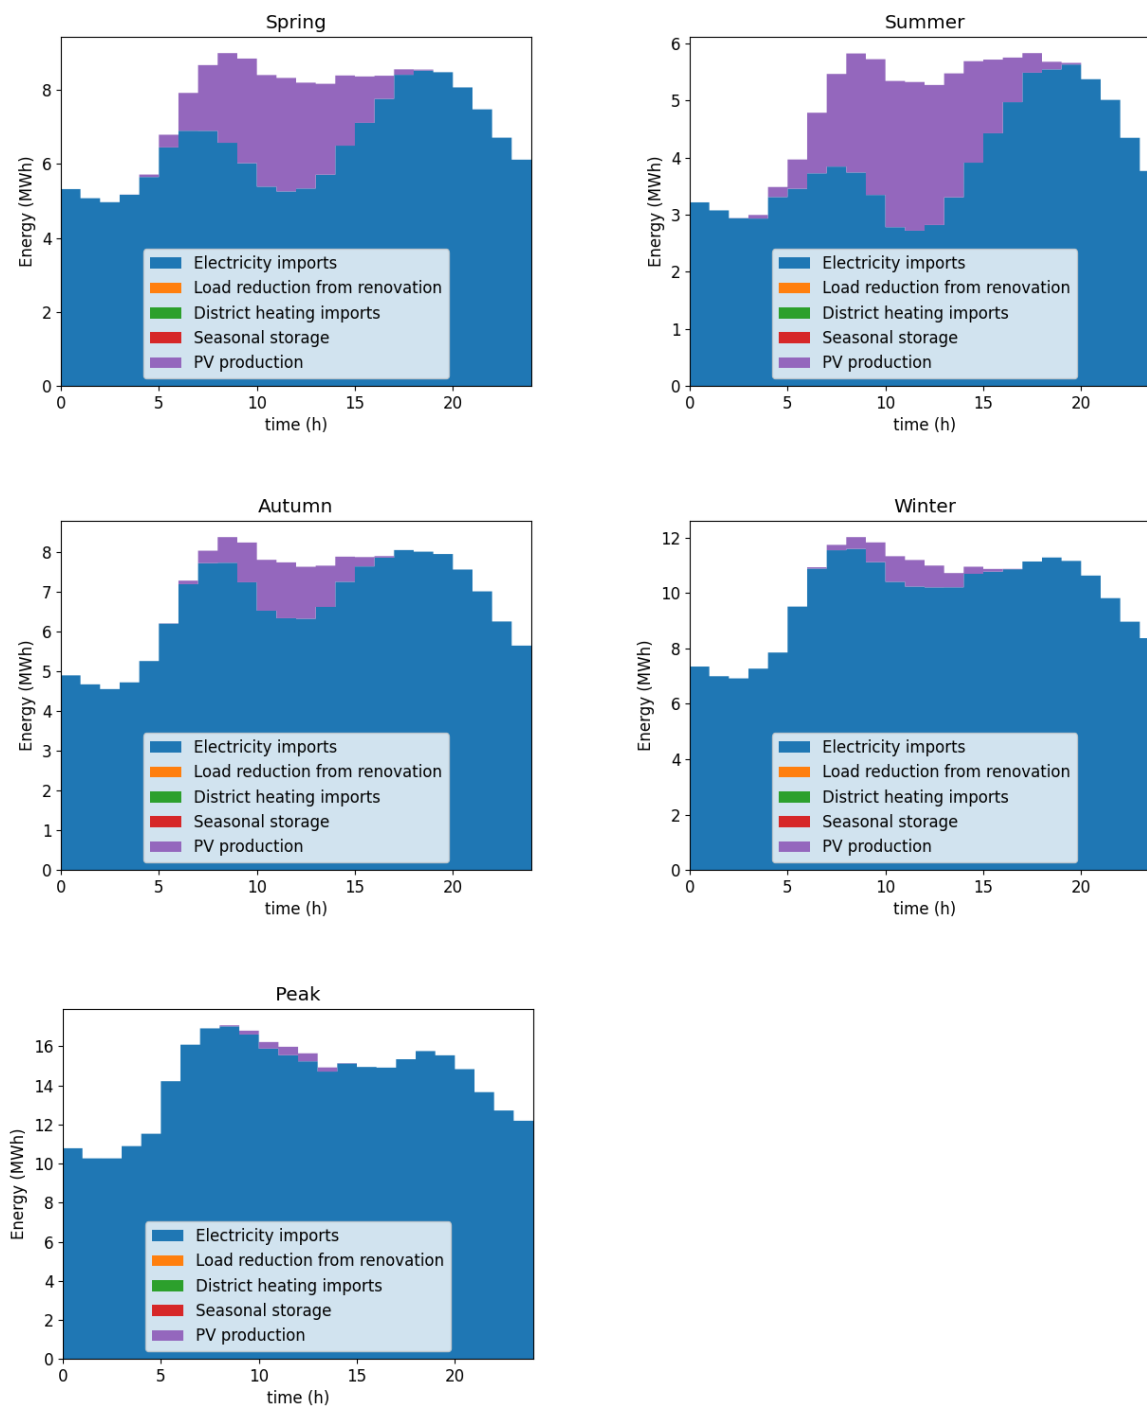 Spring
Energy (MWh)
8
6
4
2
0
Electricity imports
Load reduction from renovation
District heating imports
Seasonal storage
PV production
0 5 10 15 20
time (h)
Summer
Energy (MWh)
6
5
4
3
2
1
0
Electricity imports
Load reduction from renovation
District heating imports
Seasonal storage
PV production
0 5 10 15 20
time (h)
Autumn
Energy (MWh)
8
7
6
5
4
3
2
1
0
Electricity imports
Load reduction from renovation
District heating imports
Seasonal storage
PV production
0 5 10 15 20
time (h)
Winter
Energy (MWh)
12
10
8
6
4
2
0
Electricity imports
Load reduction from renovation
District heating imports
Seasonal storage
PV production
0 5 10 15 20
time (h)
Peak
Energy (MWh)
16
14
12
10
8
6
4
2
0
Electricity imports
Load reduction from renovation
District heating imports
Seasonal storage
PV production
0 5 10 15 20
time (h)